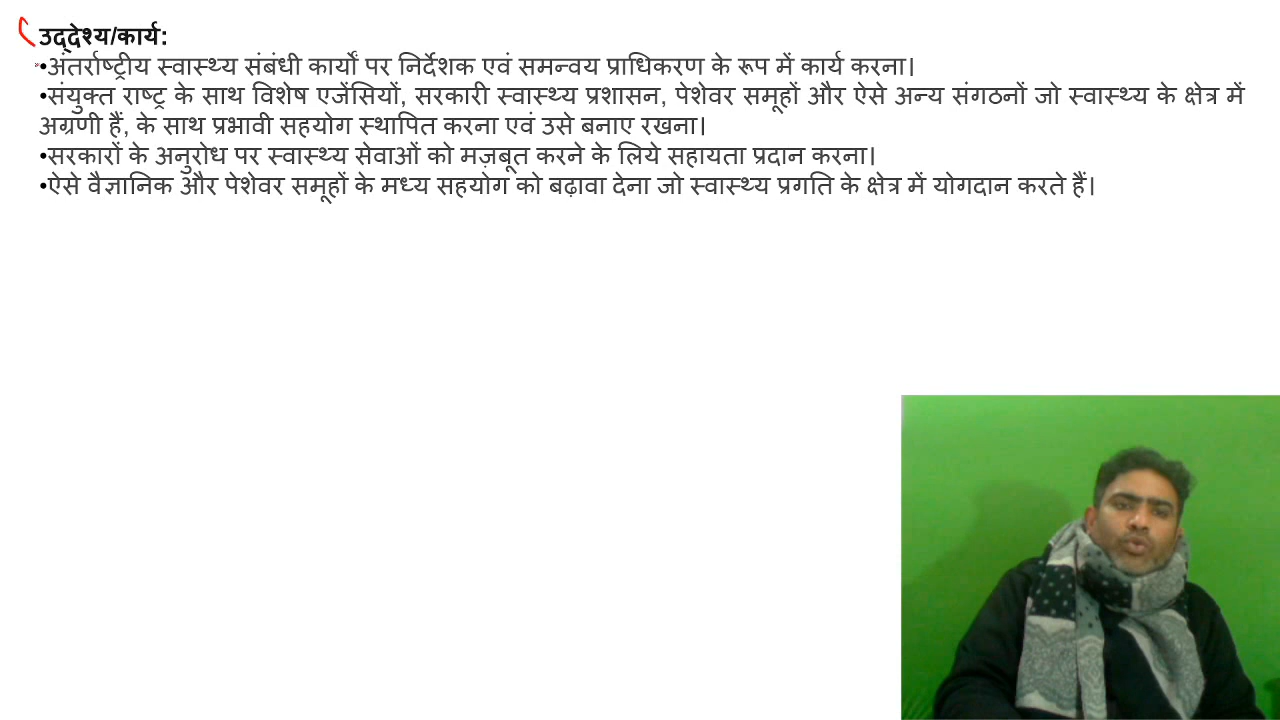 उद्देश्य/कार्य:
•अंतर्राष्ट्रीय स्वास्थ्य संबंधी कार्यों पर निर्देशक एवं समन्वय प्राधिकरण के रूप में कार्य करना।
•संयुक्त राष्ट्र के साथ विशेष एजेंसियों, सरकारी स्वास्थ्य प्रशासन, पेशेवर समूहों और ऐसे अन्य संगठनों जो स्वास्थ्य के क्षेत्र में
अग्रणी हैं, के साथ प्रभावी सहयोग स्थापित करना एवं उसे बनाए रखना।
•सरकारों के अनुरोध पर स्वास्थ्य सेवाओं को मज़बूत करने के लिये सहायता प्रदान करना।
•ऐसे वैज्ञानिक और पेशेवर समूहों के मध्य सहयोग को बढ़ावा देना जो स्वास्थ्य प्रगति के क्षेत्र में योगदान करते हैं।